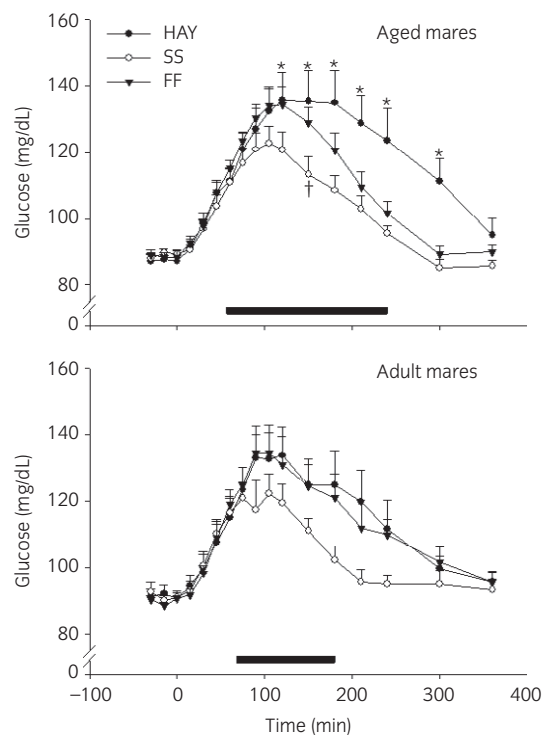 160
Aged mares
HAY
SS
FF
140
120
100
80
0
Glucose (mg/dL)
* * * * * *
†
160
Adult mares
140
120
100
80
0
Glucose (mg/dL)
−100 0 100 200 300 400
Time (min)